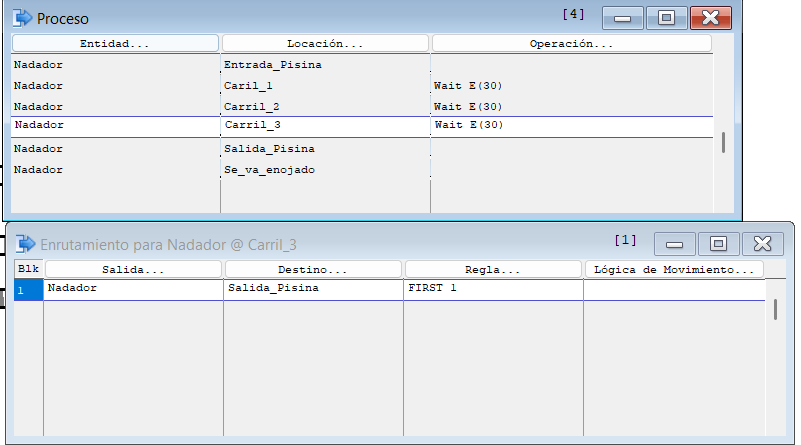 Proceso [4]
Entidad... Locación... Operación...
Nadador Entrada_Pisina
Nadador Caril_1 Wait E(30)
Nadador Carril_2 Wait E(30)
Nadador Carril_3 Wait E(30)
Nadador Salida_Pisina
Nadador Se_va_enojado
Enrutamiento para Nadador @ Carril_3 [1]
Blk Salida... Destino... Regla... Lógica de Movimiento...
1 Nadador Salida_Pisina FIRST 1